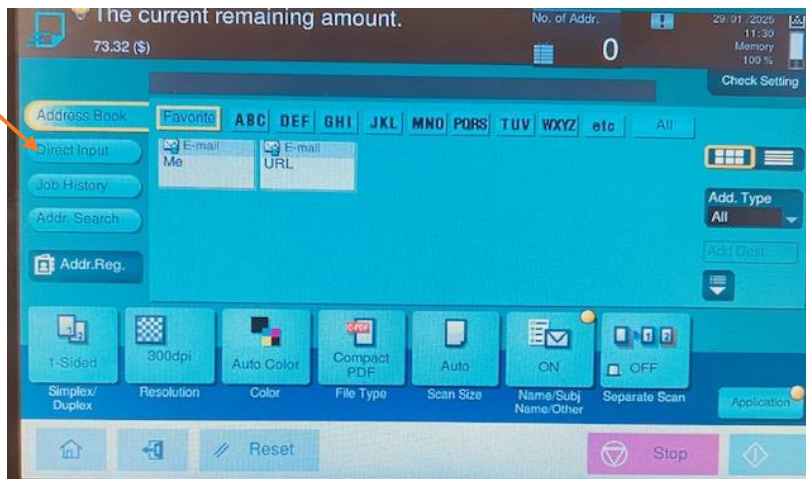 The current remaining amount.
73.32 ($)
No. of Addr.
0
29/01/2025
11:30
Memory
100 %
Check Setting
Address Book
Favorite
ABC
DEF
GHI
JKL
MNO
PQRS
TUV
WXYZ
etc
All
Direct Input
E-mail
Me
E-mail
URL
Job History
Addr. Search
Addr.Reg.
Add. Type
All
Add Dest.
1-Sided
300dpi
Auto Color
C-PDF
Compact
PDF
Auto
ON
OFF
Simplex/
Duplex
Resolution
Color
File Type
Scan Size
Name/Subj
Name/Other
Separate Scan
Application
Reset
Stop